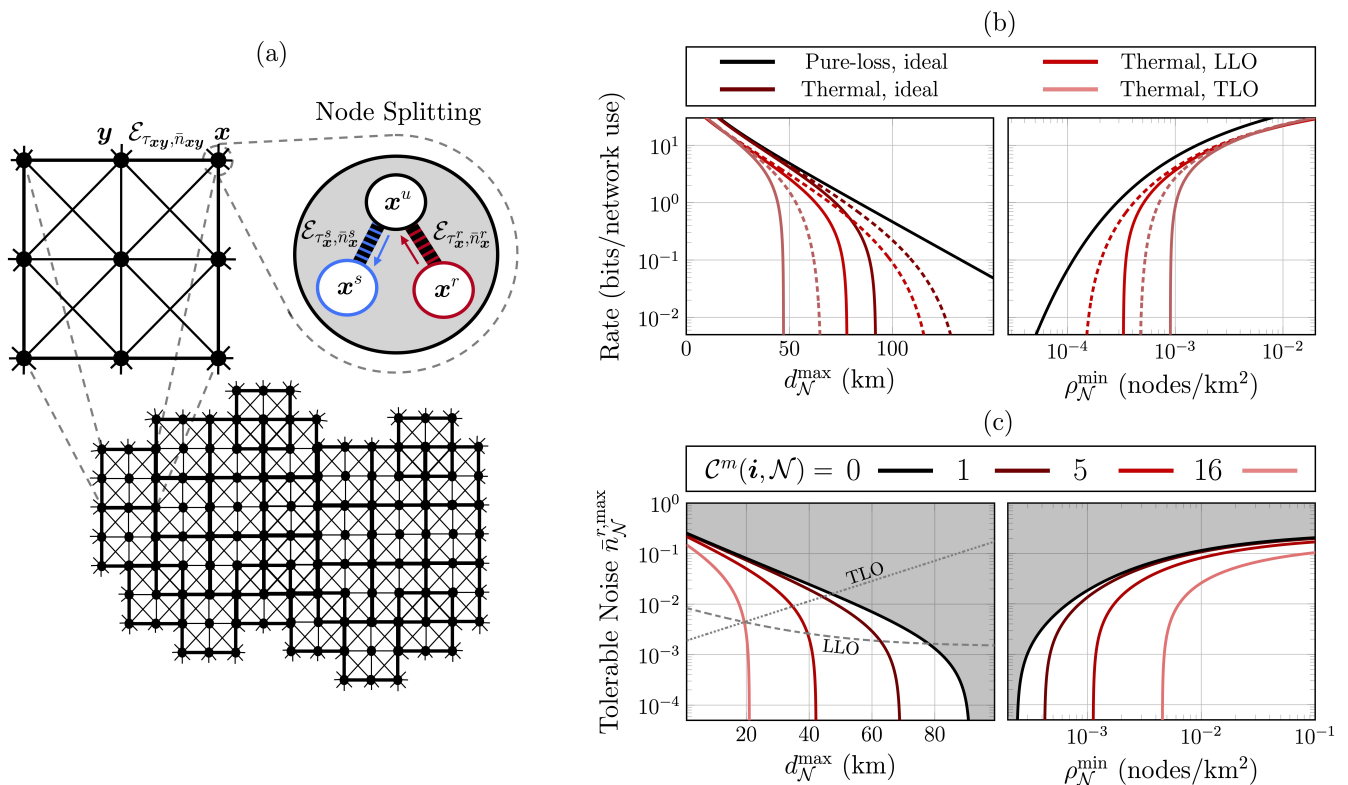 (a)
Node Splitting
y ℰ_{τ_{xy}, n̄_{xy}} x
x^u
ℰ_{τ^s_x, n̄^s_x} ℰ_{τ^r_x, n̄^r_x}
x^s x^r
(b)
Pure-loss, ideal Thermal, LLO
Thermal, ideal Thermal, TLO
Rate (bits/network use)
10^1
10^0
10^{-1}
10^{-2}
0 50 100
d_𝒩^{max} (km)
10^{-4} 10^{-3} 10^{-2}
ρ_𝒩^{min} (nodes/km^2)
(c)
𝒞^m(i, 𝒩) = 0 1 5 16
Tolerable Noise n̄_𝒩^{r,max}
10^0
10^{-1}
10^{-2}
10^{-3}
10^{-4}
TLO
LLO
20 40 60 80
d_𝒩^{max} (km)
10^{-3} 10^{-2} 10^{-1}
ρ_𝒩^{min} (nodes/km^2)